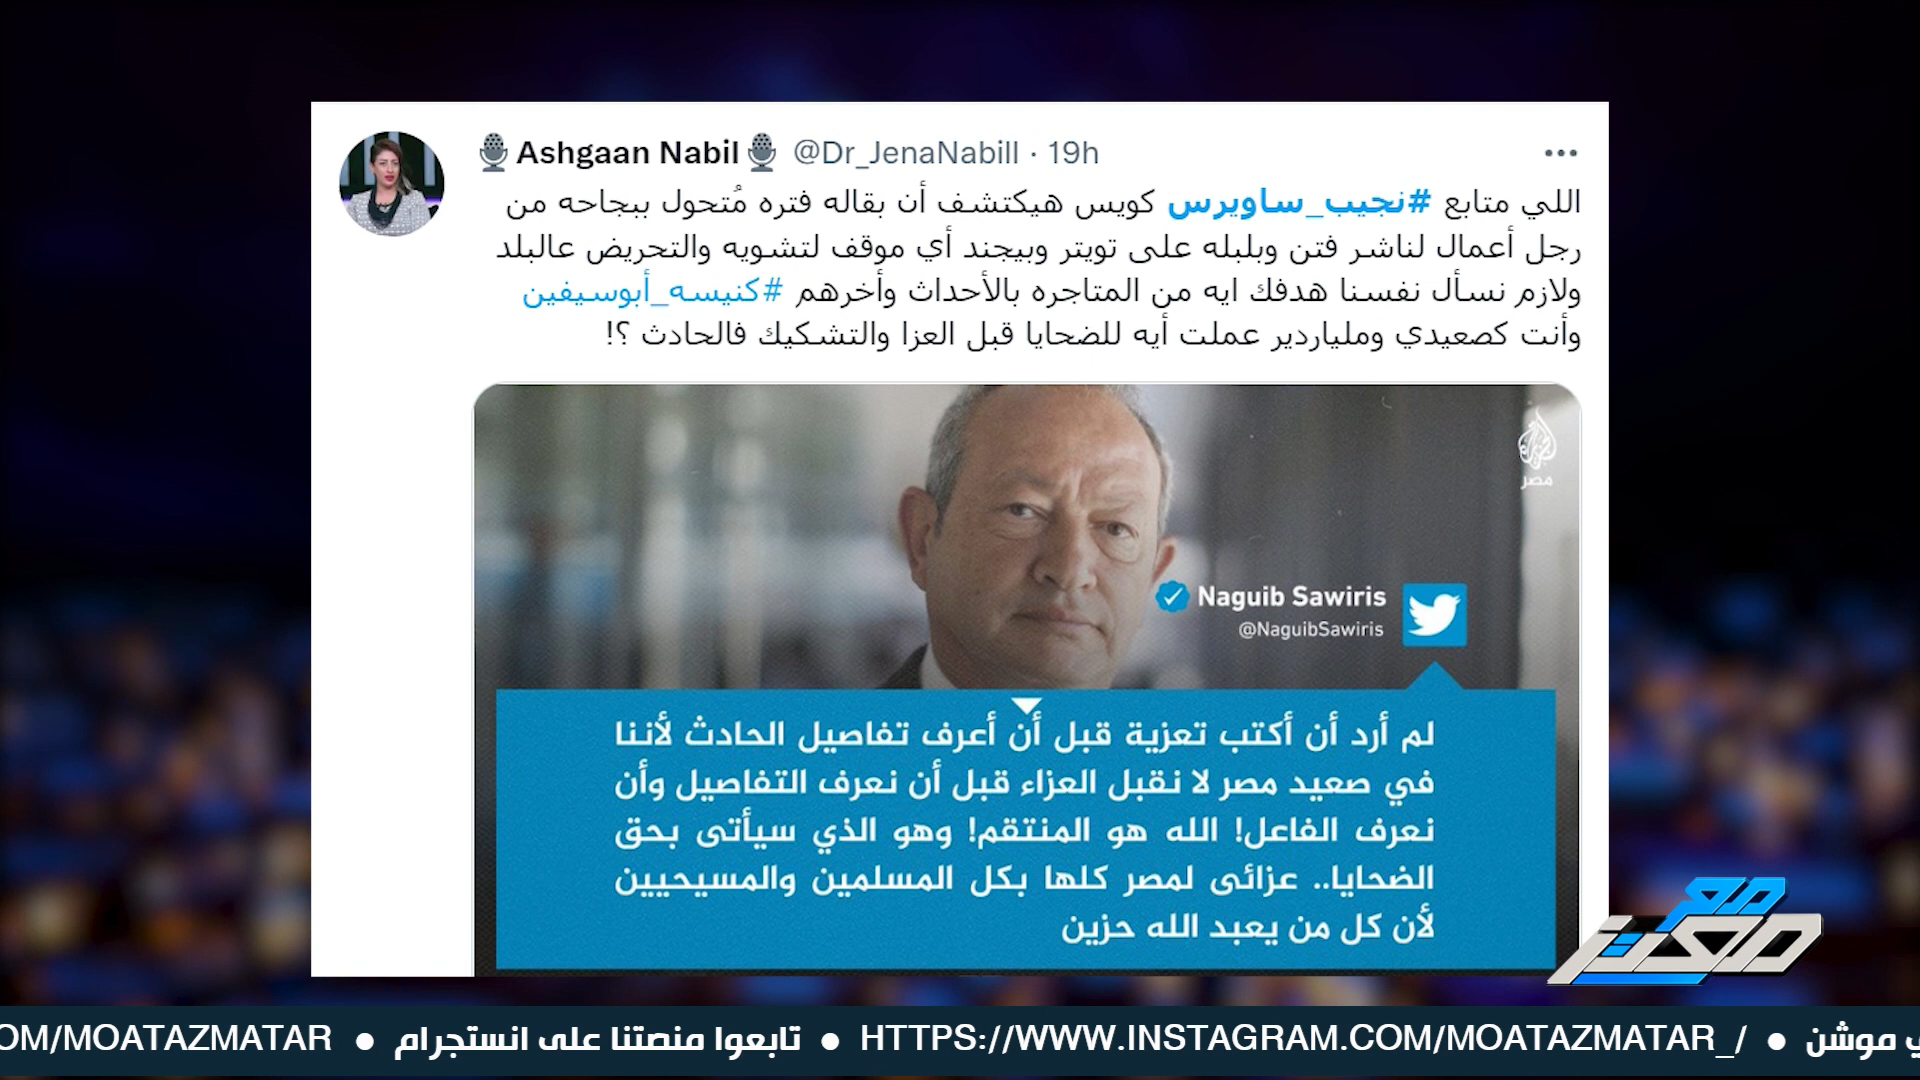 Ashgaan Nabil @Dr_JenaNabill · 19h
اللي متابع #نجيب_ساويرس كويس هيكتشف أن بقاله فتره مُتحول ببجاحه من
رجل أعمال لناشر فتن وبلبله على تويتر وبيجند أي موقف لتشويه والتحريض عالبلد
ولازم نسأل نفسنا هدفك ايه من المتاجره بالأحداث وأخرهم #كنيسه_أبوسيفين
وأنت كصعيدي ومليارديرعملت أيه للضحايا قبل العزا والتشكيك فالحادث ؟!
الجزيرة
مصر
Naguib Sawiris
@NaguibSawiris
لم أرد أن أكتب تعزية قبل أن أعرف تفاصيل الحادث لأننا
في صعيد مصر لا نقبل العزاء قبل أن نعرف التفاصيل وأن
نعرف الفاعل! الله هو المنتقم! وهو الذي سيأتى بحق
الضحايا.. عزائى لمصر كلها بكل المسلمين والمسيحيين
لأن كل من يعبد الله حزين
مع
معتز
OM/MOATAZMATAR ● تابعوا منصتنا على انستجرام ● HTTPS://WWW.INSTAGRAM.COM/MOATAZMATAR_/ ● ي موشن